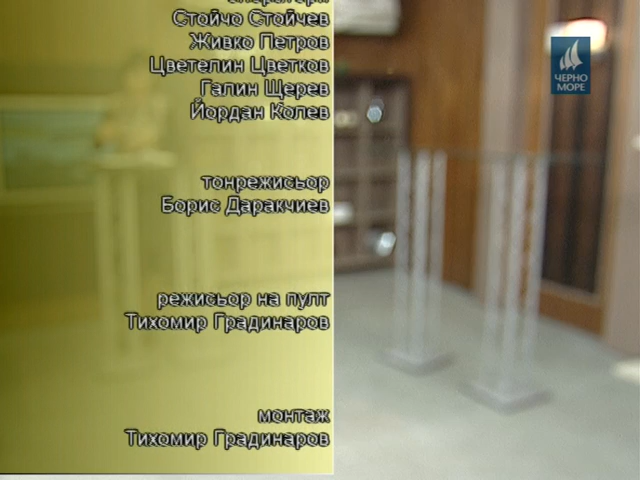 Стойчо Стойчев
Живко Петров
Цветелин Цветков
Галин Щерев
Йордан Колев
тонрежисьор
Борис Даракчиев
режисьор на пулт
Тихомир Градинаров
монтаж
Тихомир Градинаров
ЧЕРНО
МОРЕ